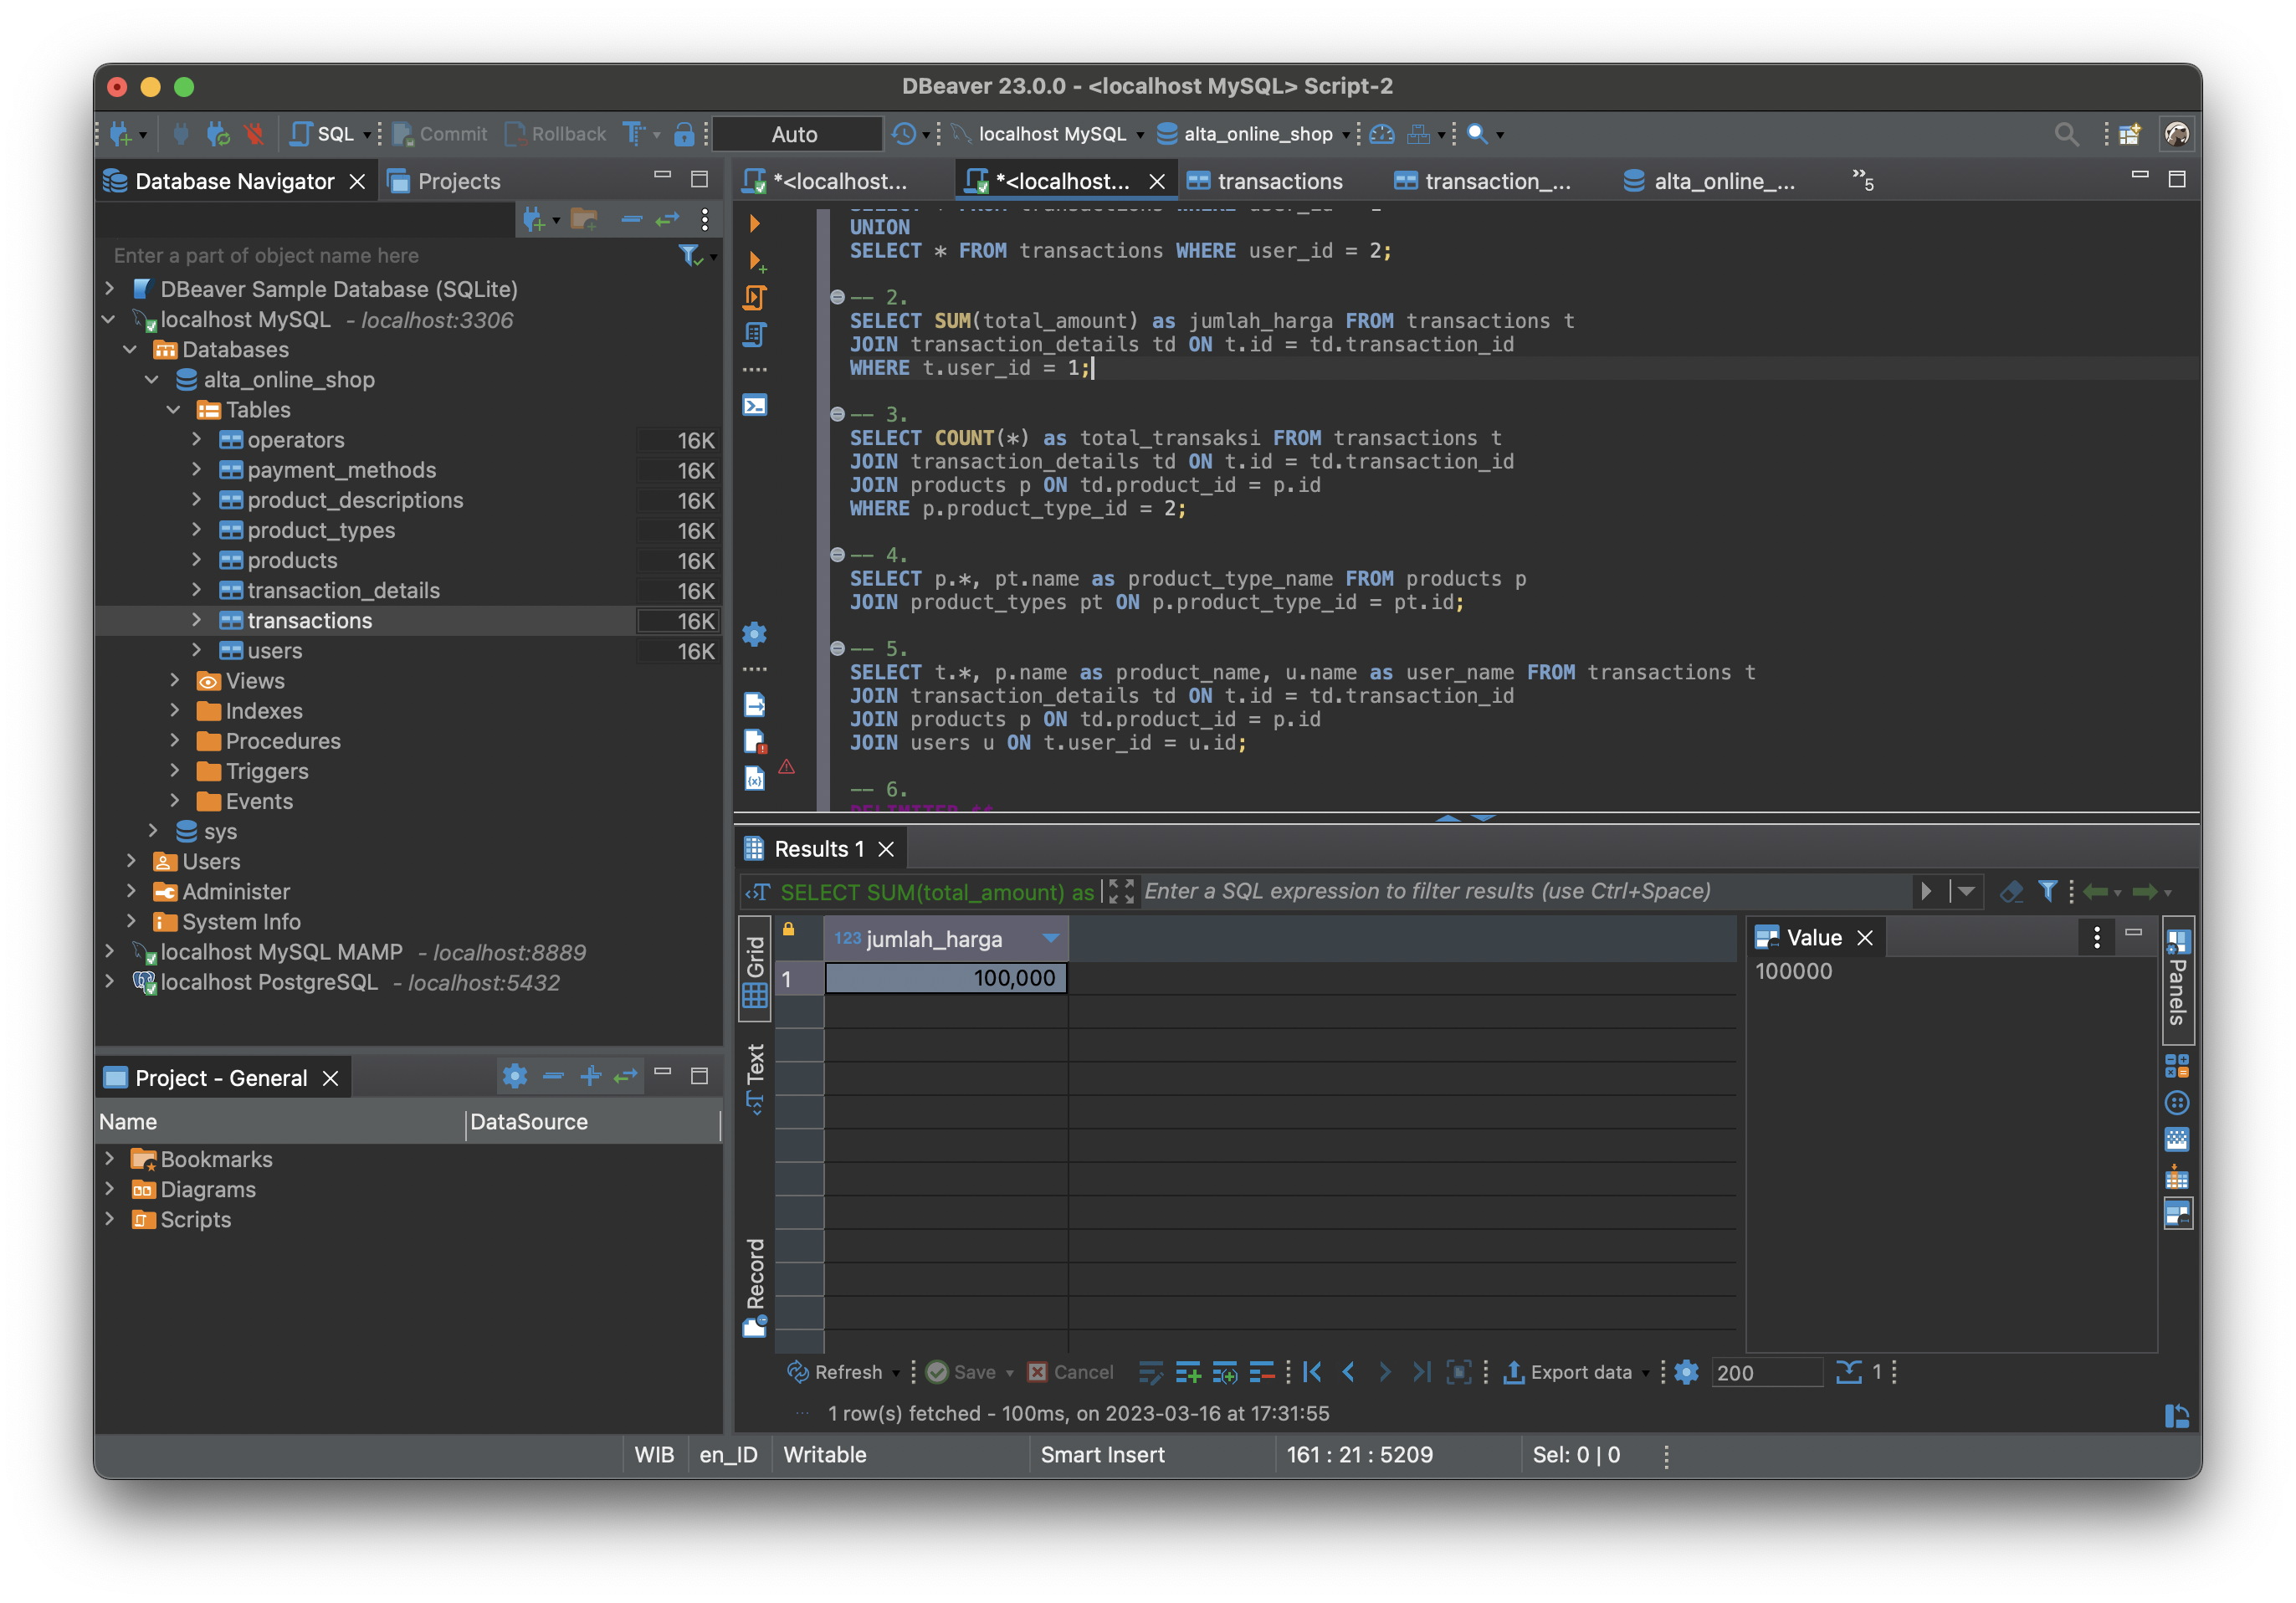 DBeaver 23.0.0 - <localhost MySQL> Script-2
SQL
Commit
Rollback
Auto
localhost MySQL
alta_online_shop
Database Navigator
Projects
*<localhost...
*<localhost...
transactions
transaction_...
alta_online_...
»5
Enter a part of object name here
DBeaver Sample Database (SQLite)
localhost MySQL - localhost:3306
Databases
alta_online_shop
Tables
operators 16K
payment_methods 16K
product_descriptions 16K
product_types 16K
products 16K
transaction_details 16K
transactions 16K
users 16K
Views
Indexes
Procedures
Triggers
Events
sys
Users
Administer
System Info
localhost MySQL MAMP - localhost:8889
localhost PostgreSQL - localhost:5432
Project - General
Name DataSource
Bookmarks
Diagrams
Scripts
UNION
SELECT * FROM transactions WHERE user_id = 2;
-- 2.
SELECT SUM(total_amount) as jumlah_harga FROM transactions t
JOIN transaction_details td ON t.id = td.transaction_id
WHERE t.user_id = 1;
-- 3.
SELECT COUNT(*) as total_transaksi FROM transactions t
JOIN transaction_details td ON t.id = td.transaction_id
JOIN products p ON td.product_id = p.id
WHERE p.product_type_id = 2;
-- 4.
SELECT p.*, pt.name as product_type_name FROM products p
JOIN product_types pt ON p.product_type_id = pt.id;
-- 5.
SELECT t.*, p.name as product_name, u.name as user_name FROM transactions t
JOIN transaction_details td ON t.id = td.transaction_id
JOIN products p ON td.product_id = p.id
JOIN users u ON t.user_id = u.id;
-- 6.
Results 1
SELECT SUM(total_amount) as
Enter a SQL expression to filter results (use Ctrl+Space)
Grid
Text
Record
123 jumlah_harga
1 100,000
Value
100000
Panels
Refresh
Save
Cancel
Export data
200
1
1 row(s) fetched - 100ms, on 2023-03-16 at 17:31:55
WIB
en_ID
Writable
Smart Insert
161 : 21 : 5209
Sel: 0 | 0